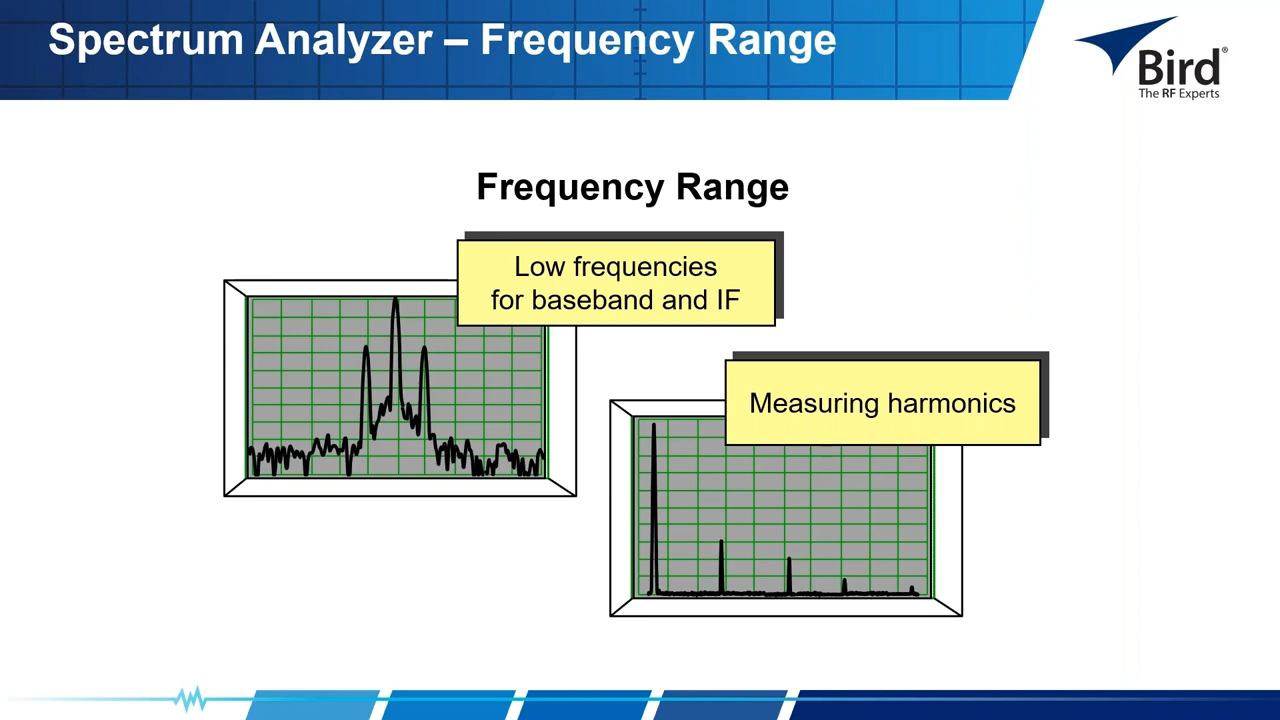 Spectrum Analyzer – Frequency Range
Bird®
The RF Experts
Frequency Range
Low frequencies
for baseband and IF
Measuring harmonics